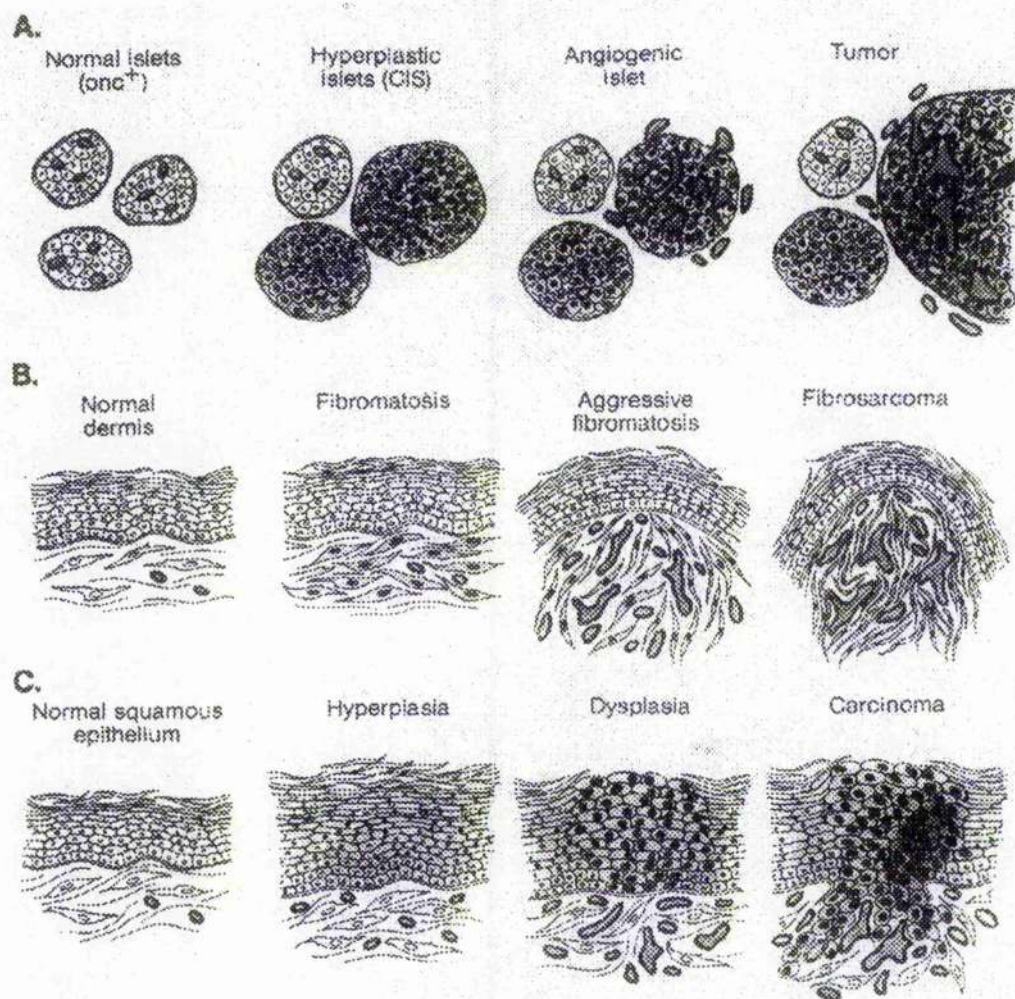 A.
Normal islets
(onc+)
Hyperplastic
islets (CIS)
Angiogenic
islet
Tumor
B.
Normal
dermis
Fibromatosis
Aggressive
fibromatosis
Fibrosarcoma
C.
Normal squamous
epithelium
Hyperplasia
Dysplasia
Carcinoma